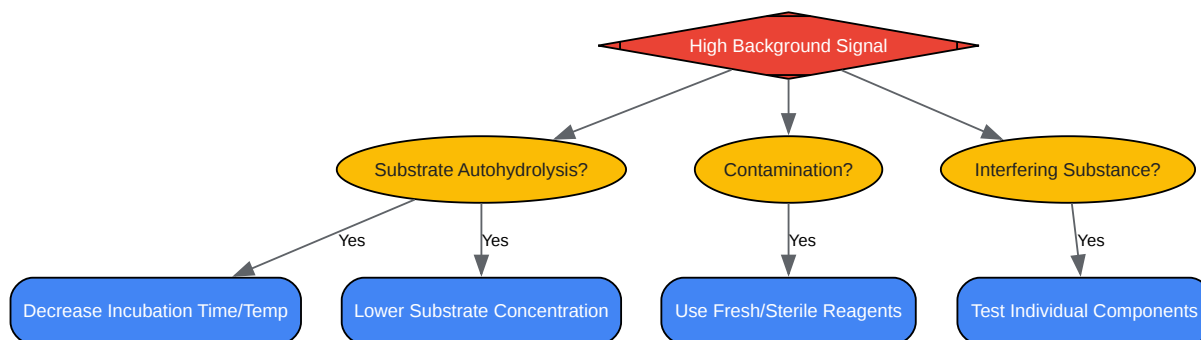 High Background Signal
Substrate Autohydrolysis?
Contamination?
Interfering Substance?
Yes
Yes
Yes
Yes
Decrease Incubation Time/Temp
Lower Substrate Concentration
Use Fresh/Sterile Reagents
Test Individual Components